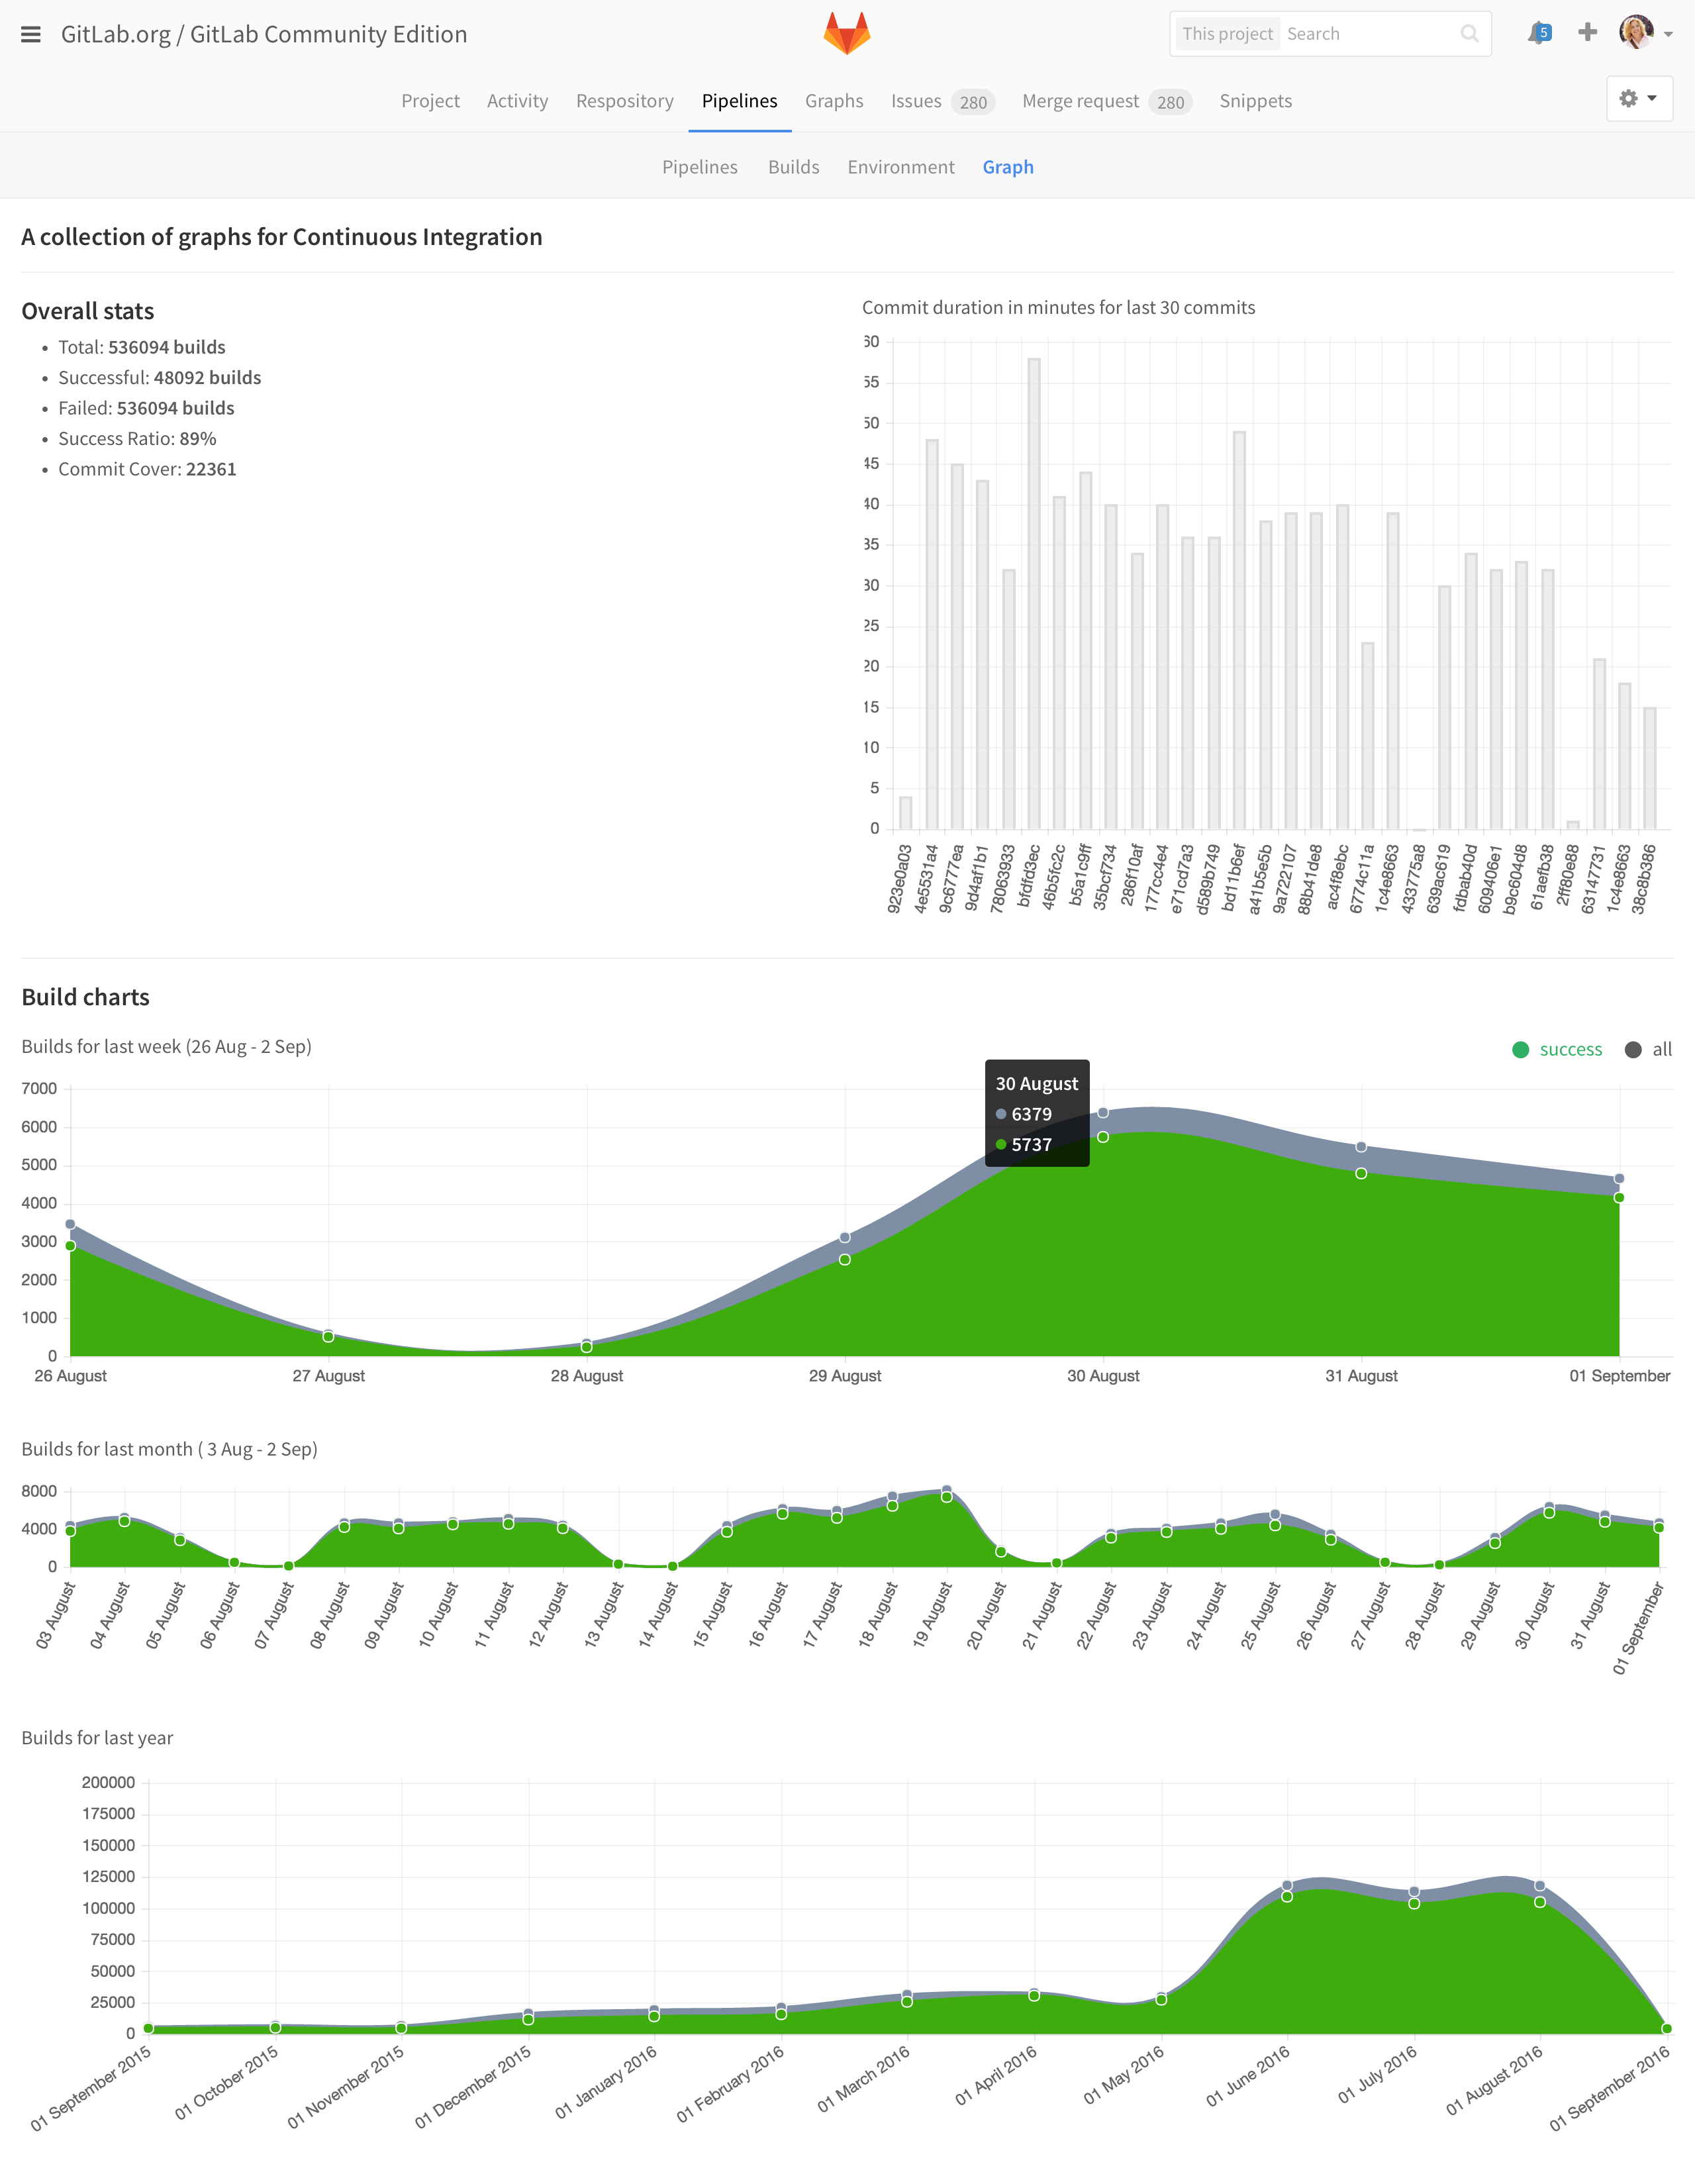 GitLab.org / GitLab Community Edition
This project Search
5
Project Activity Respository Pipelines Graphs Issues 280 Merge request 280 Snippets
Pipelines Builds Environment Graph
A collection of graphs for Continuous Integration
Overall stats
• Total: 536094 builds
• Successful: 48092 builds
• Failed: 536094 builds
• Success Ratio: 89%
• Commit Cover: 22361
Commit duration in minutes for last 30 commits
60
55
50
45
40
35
30
25
20
15
10
5
0
923e0a03 4e5531a4 9c6777ea 9d4af1b1 78063933 bfdfd3ec 46b5fc2c b5a1c9ff 35bcf734 286f10af 177cc4e4 e71cd7a3 d589b749 bd11b6ef a41b5e5b 9a722107 88b41de8 ac4f8ebc 6774c11a 1c4e8663 433775a8 639ac619 fdbab40d 609406e1 b9c604d8 61aefb38 2ff80e88 63147731 1c4e8663 38c8b386
Build charts
Builds for last week (26 Aug - 2 Sep)
success all
30 August
6379
5737
7000
6000
5000
4000
3000
2000
1000
0
26 August 27 August 28 August 29 August 30 August 31 August 01 September
Builds for last month ( 3 Aug - 2 Sep)
8000
4000
0
03 August 04 August 05 August 06 August 07 August 08 August 09 August 10 August 11 August 12 August 13 August 14 August 15 August 16 August 17 August 18 August 19 August 20 August 21 August 22 August 23 August 24 August 25 August 26 August 27 August 28 August 29 August 30 August 31 August 01 September
Builds for last year
200000
175000
150000
125000
100000
75000
50000
25000
0
01 September 2015 01 October 2015 01 November 2015 01 December 2015 01 January 2016 01 February 2016 01 March 2016 01 April 2016 01 May 2016 01 June 2016 01 July 2016 01 August 2016 01 September 2016